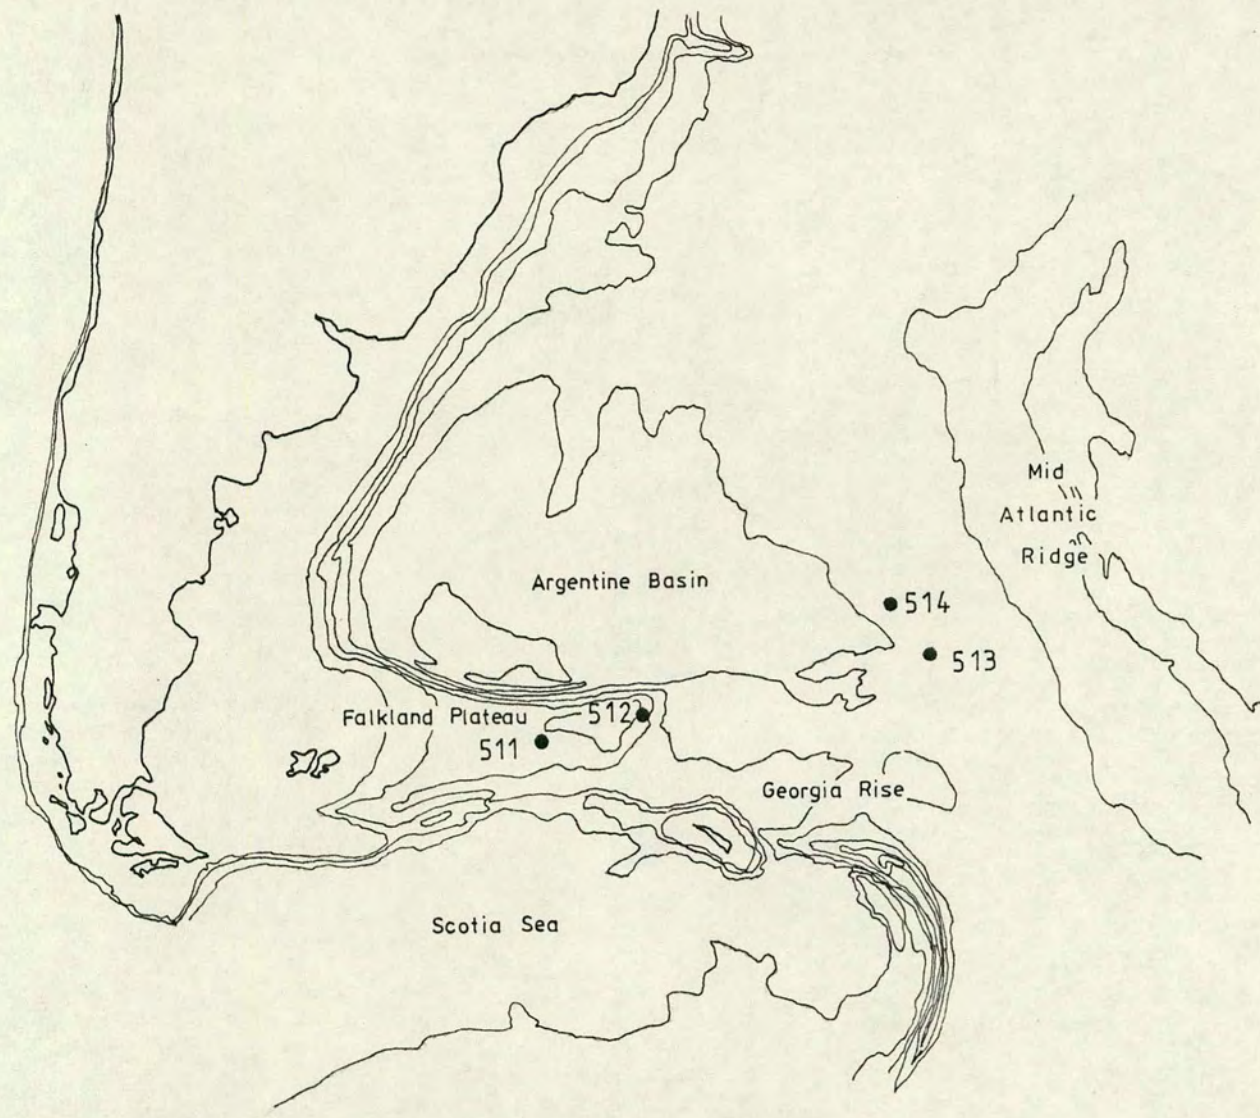 Mid
Atlantic
Ridge
Argentine Basin
514
513
Falkland Plateau
512
511
Georgia Rise
Scotia Sea